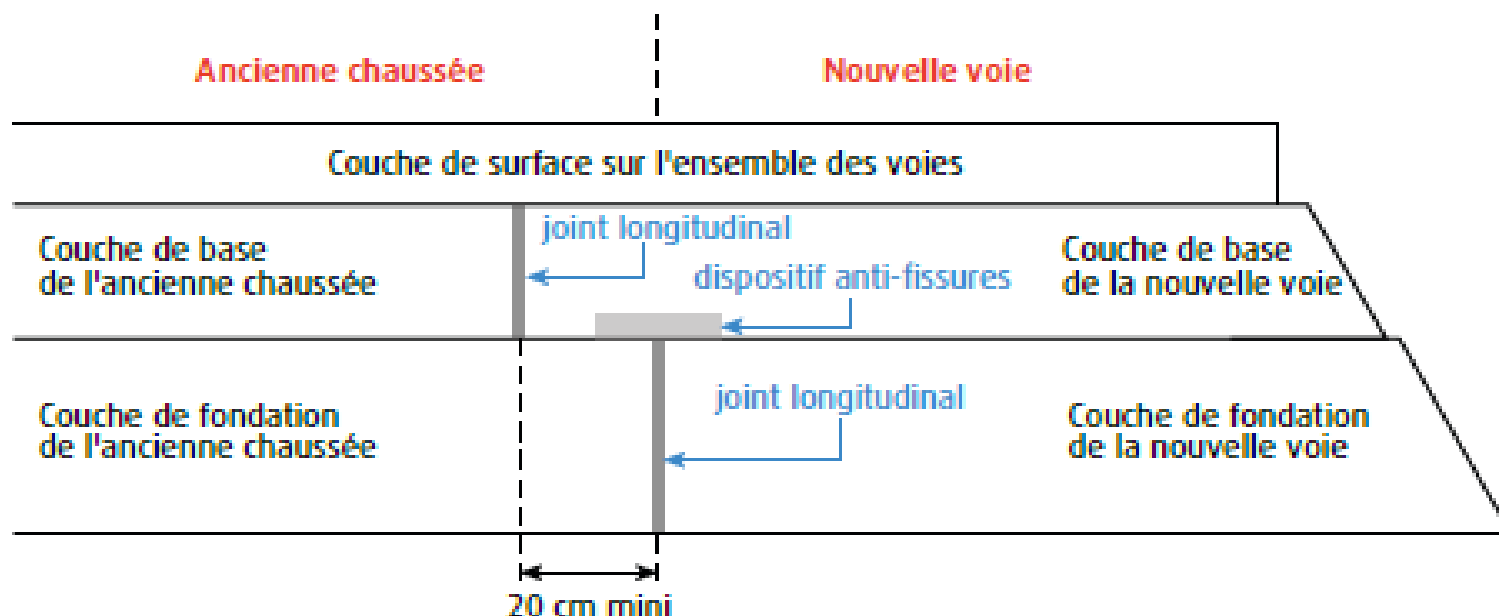 Ancienne chaussée
Nouvelle voie
Couche de surface sur l'ensemble des voies
joint longitudinal
Couche de base
de l'ancienne chaussée
dispositif anti-fissures
Couche de base
de la nouvelle voie
joint longitudinal
Couche de fondation
de l'ancienne chaussée
Couche de fondation
de la nouvelle voie
20 cm mini